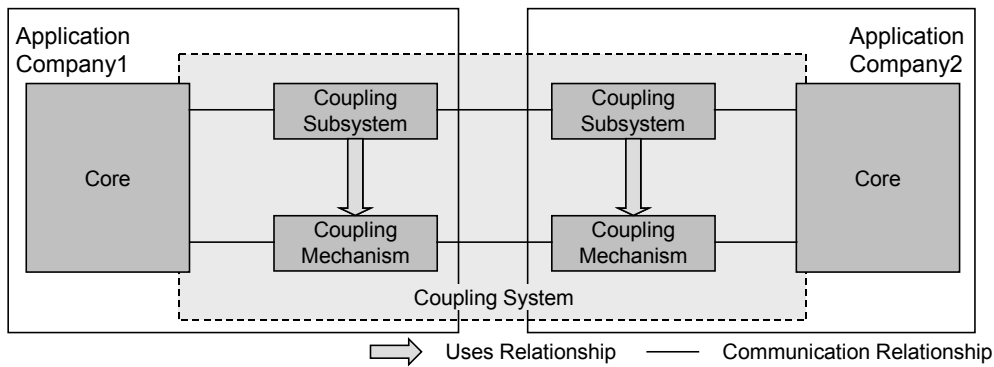 Application
Company1
Application
Company2
Coupling
Subsystem
Coupling
Subsystem
Core
Core
Coupling
Mechanism
Coupling
Mechanism
Coupling System
Uses Relationship
Communication Relationship